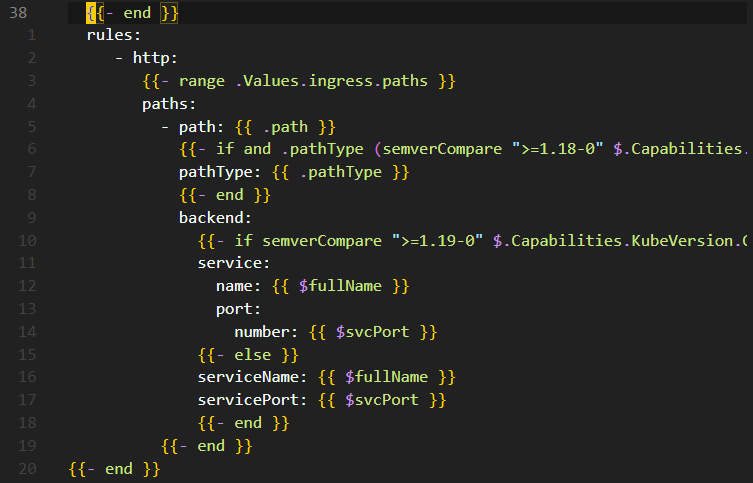 38 {{- end }}
1 rules:
2 - http:
3 {{- range .Values.ingress.paths }}
4 paths:
5 - path: {{ .path }}
6 {{- if and .pathType (semverCompare ">=1.18-0" $.Capabilities.
7 pathType: {{ .pathType }}
8 {{- end }}
9 backend:
10 {{- if semverCompare ">=1.19-0" $.Capabilities.KubeVersion.
11 service:
12 name: {{ $fullName }}
13 port:
14 number: {{ $svcPort }}
15 {{- else }}
16 serviceName: {{ $fullName }}
17 servicePort: {{ $svcPort }}
18 {{- end }}
19 {{- end }}
20 {{- end }}